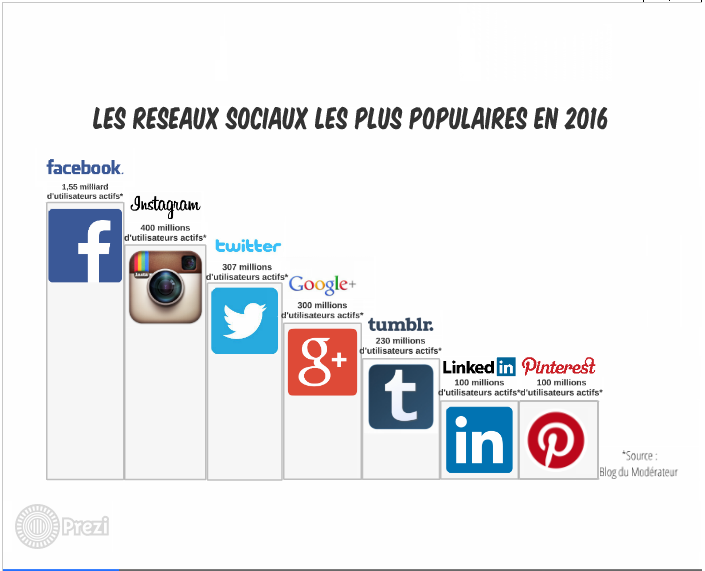 LES RESEAUX SOCIAUX LES PLUS POPULAIRES EN 2016
facebook.
1,55 milliard
d'utilisateurs actifs*
Instagram
400 millions
d'utilisateurs actifs*
Insta
twitter
307 millions
d'utilisateurs actifs*
Google+
300 millions
d'utilisateurs actifs*
g+
tumblr.
230 millions
d'utilisateurs actifs*
t
LinkedIn
100 millions
d'utilisateurs actifs*
in
Pinterest
100 millions
d'utilisateurs actifs*
P
f
*Source :
Blog du Modérateur
Prezi